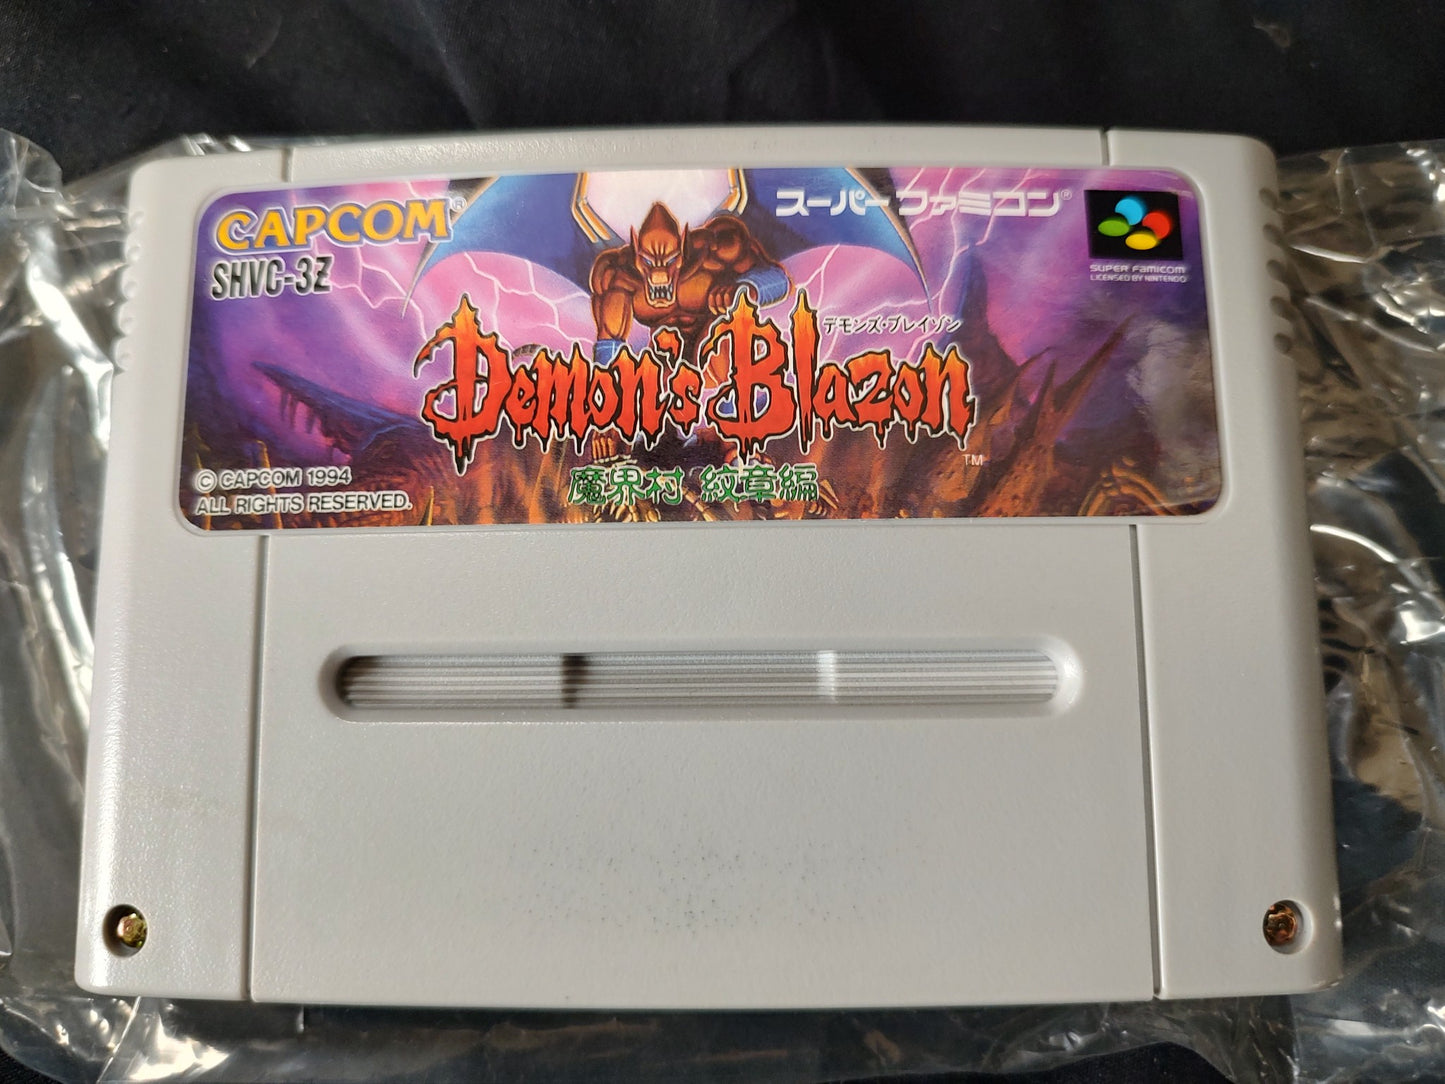 CAPCOM®
SHVC-3Z
スーパーファミコン®
SUPER FAMICOM
LICENSED BY NINTENDO
デモンズ・ブレイゾン
Demon's Blazon
TM
魔界村 紋章編
© CAPCOM 1994
ALL RIGHTS RESERVED.